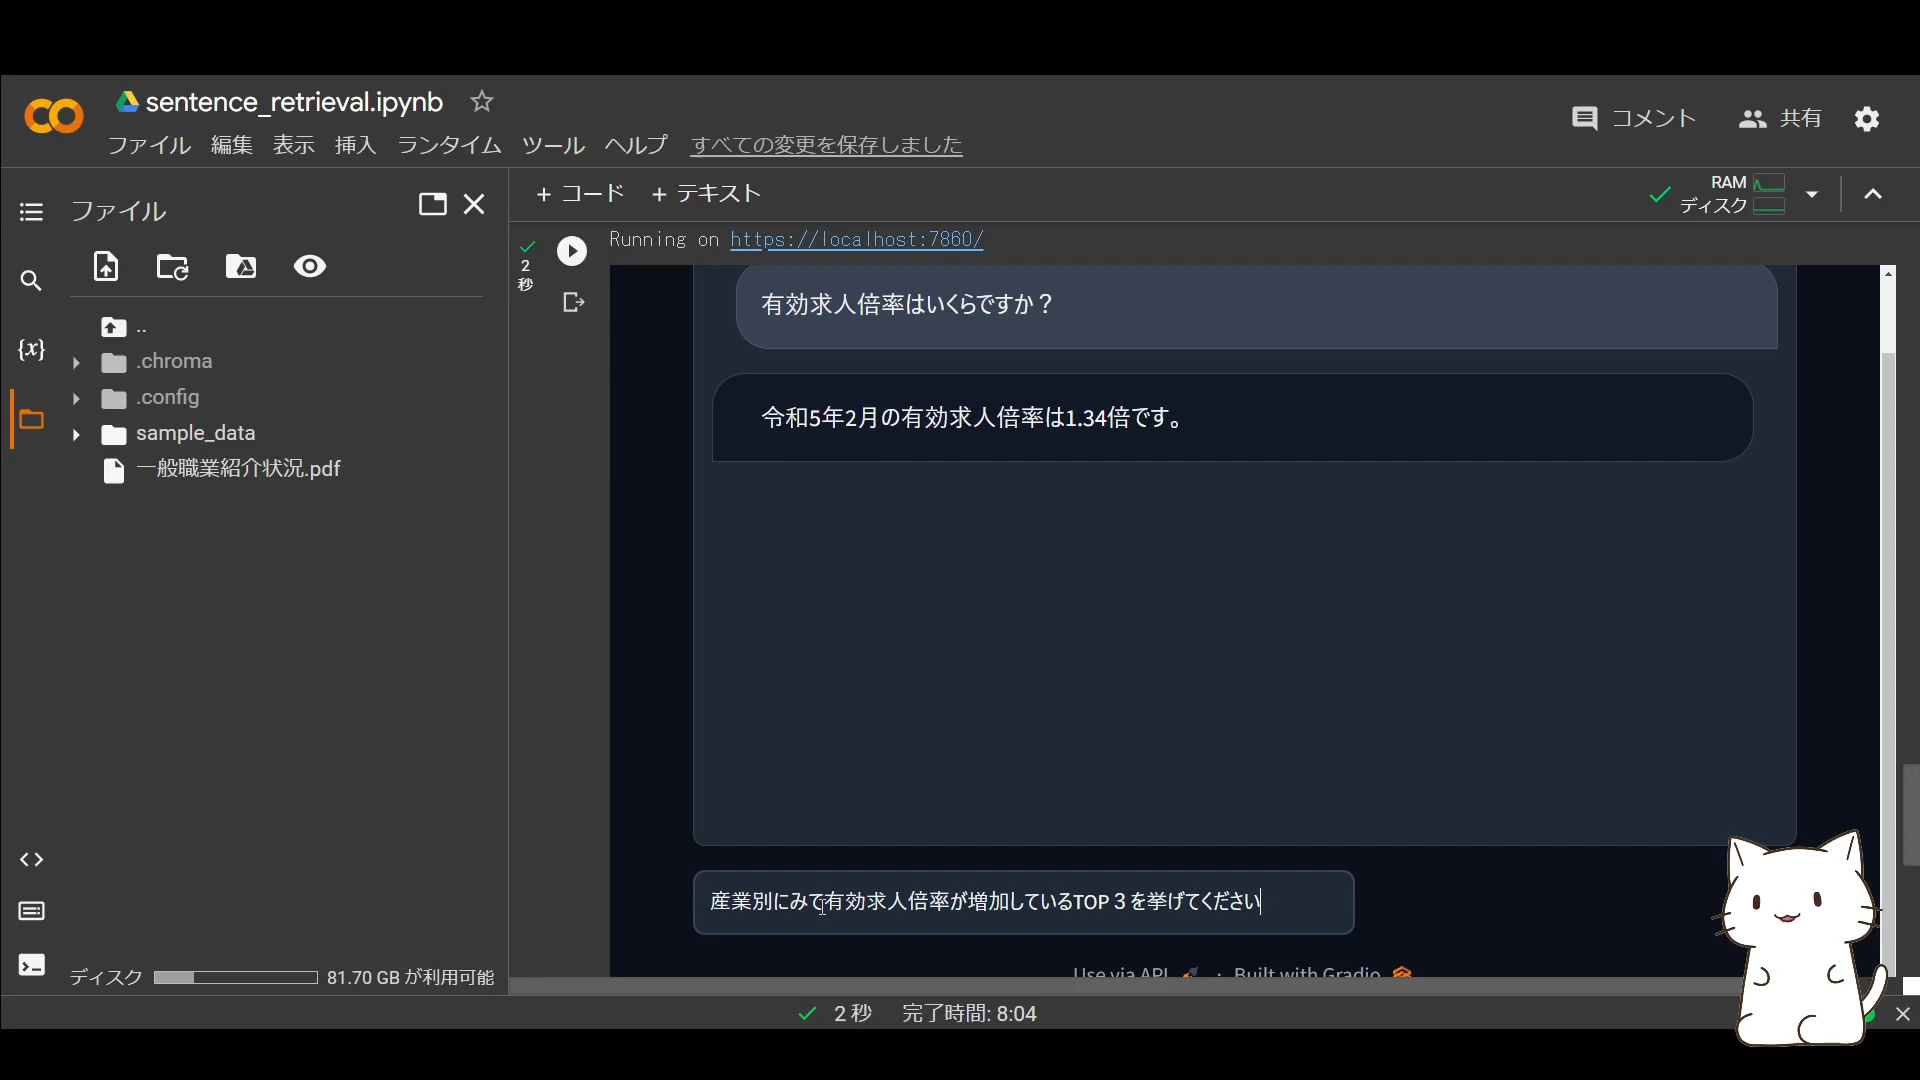 sentence_retrieval.ipynb
ファイル 編集 表示 挿入 ランタイム ツール ヘルプ すべての変更を保存しました
コメント 共有
ファイル
..
.chroma
.config
sample_data
一般職業紹介状況.pdf
ディスク 81.70 GB が利用可能
+ コード + テキスト
RAM
ディスク
2
秒
Running on https://localhost:7860/
有効求人倍率はいくらですか？
令和5年2月の有効求人倍率は1.34倍です。
産業別にみて有効求人倍率が増加しているTOP３を挙げてください
Use via API · Built with Gradio
2 秒 完了時間: 8:04